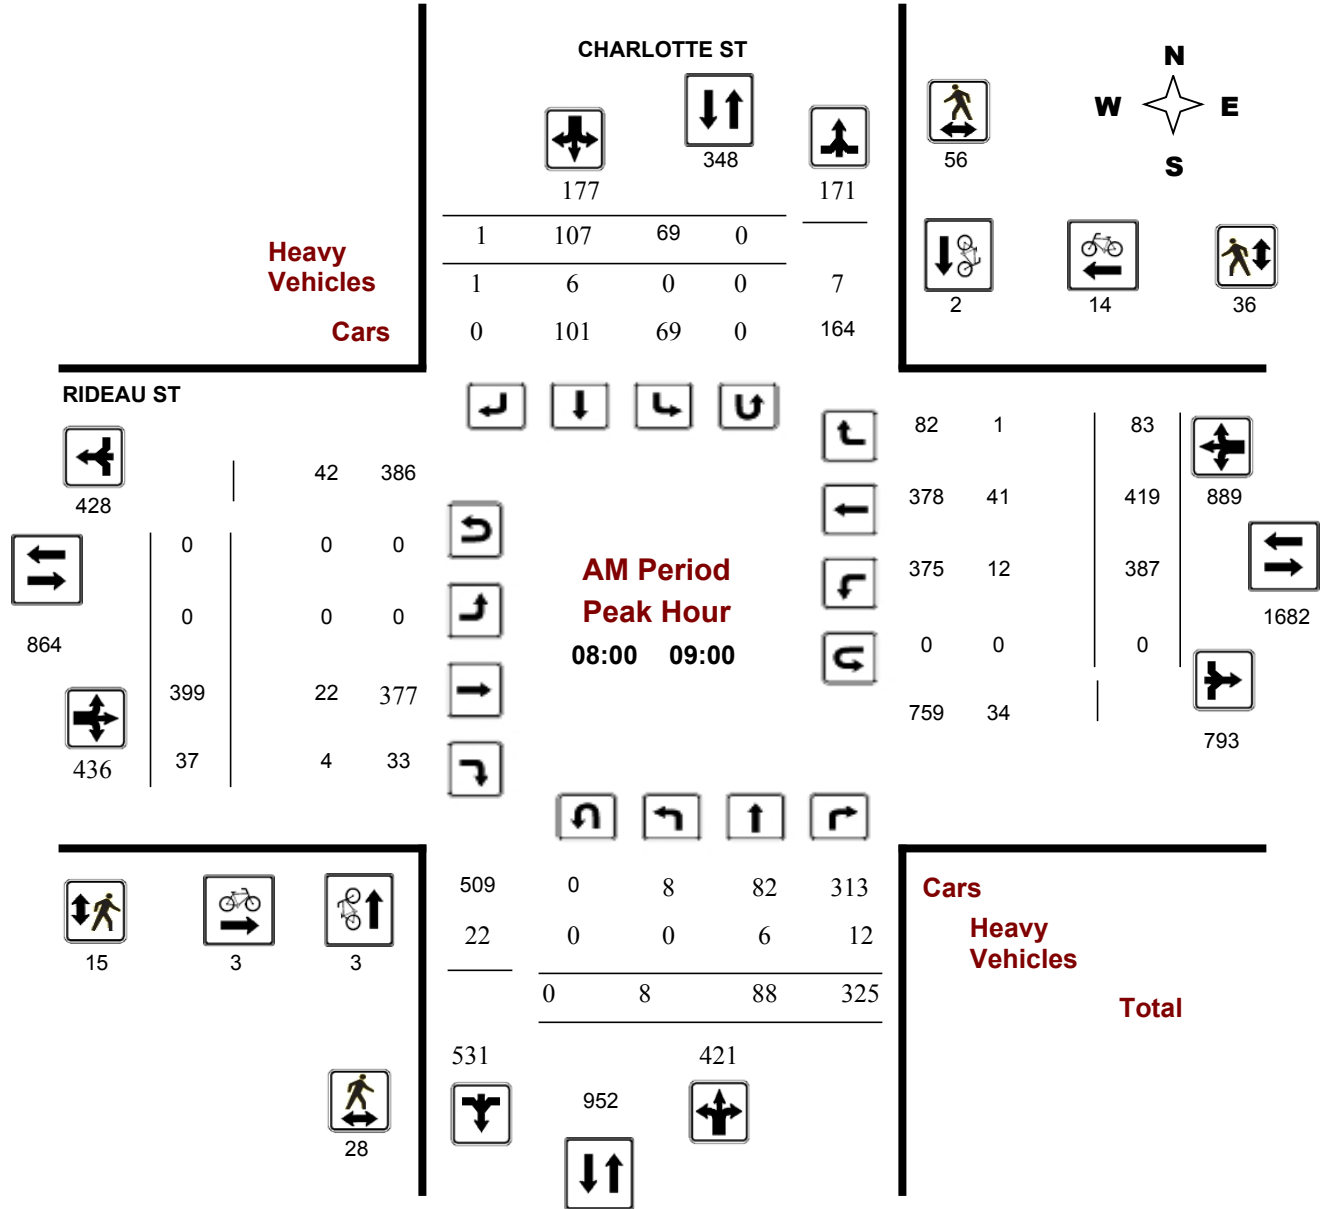 CHARLOTTE ST
N
W E
S
348
56
177
171
1 107 69 0
Heavy
Vehicles
1 6 0 0 7
Cars
0 101 69 0 164
2 14 36
RIDEAU ST
82 1 83
42 386
428
378 41 419 889
0 0 0
AM Period
375 12 387
Peak Hour
0 0 0
1682
864
08:00 09:00
0 0 0
399 22 377
759 34
793
436 37 4 33
509 0 8 82 313
Cars
22 0 0 6 12
Heavy
Vehicles
15 3 3
0 8 88 325
Total
531 421
952
28